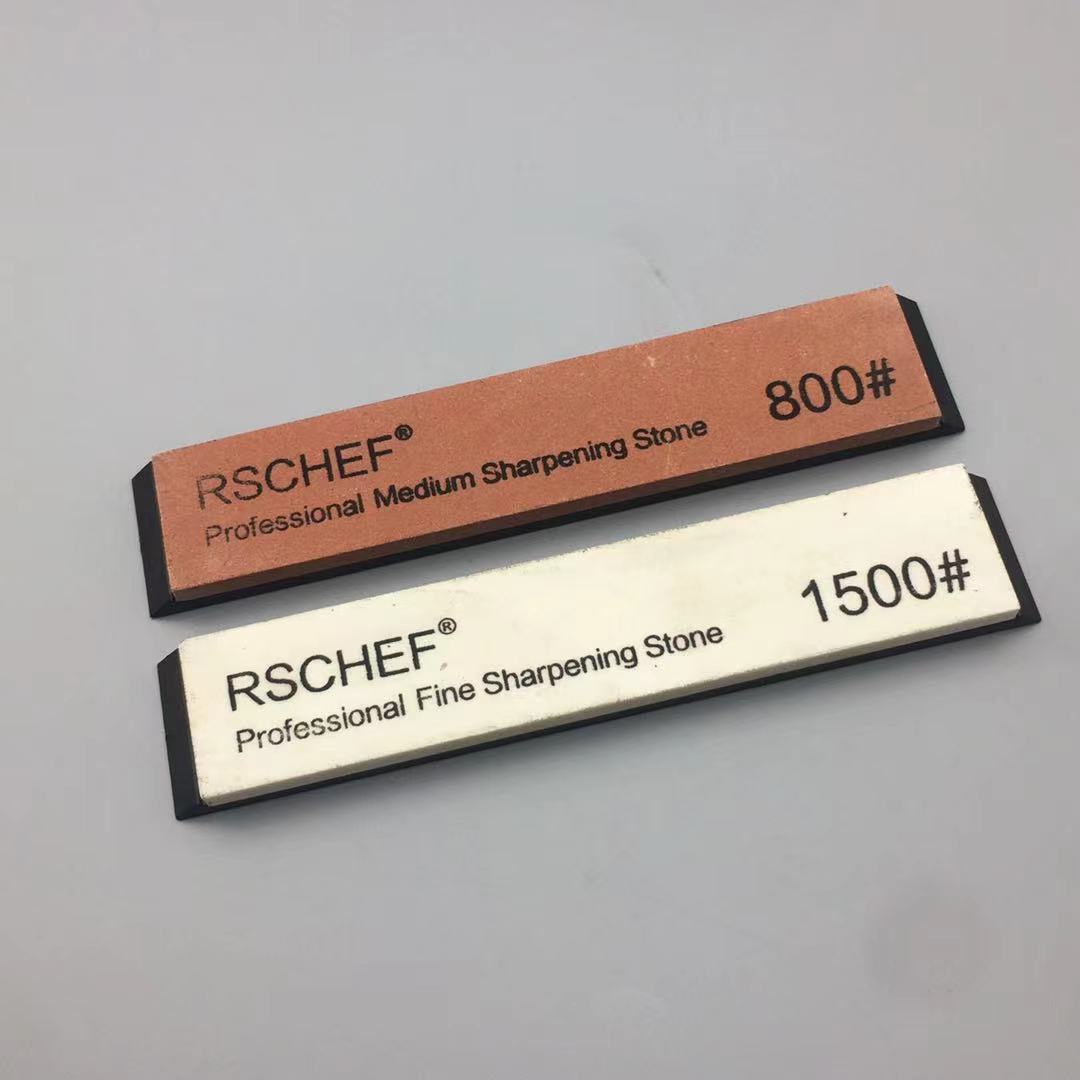 RSCHEF®
Professional Medium Sharpening Stone
800#
RSCHEF®
Professional Fine Sharpening Stone
1500#